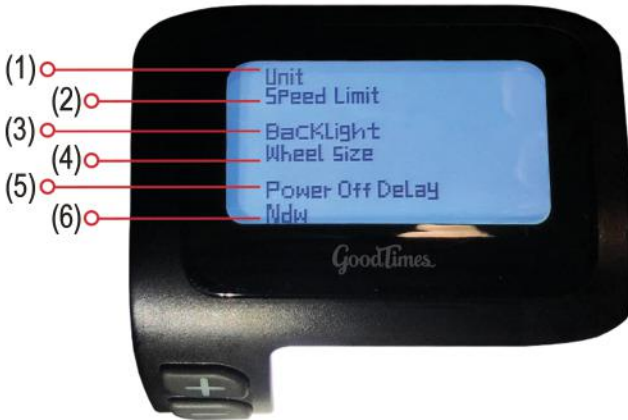 (1) Unit
(2) Speed Limit
(3) BacKlight
(4) Wheel Size
(5) Power Off Delay
(6) Ndw
GoodTimes
+